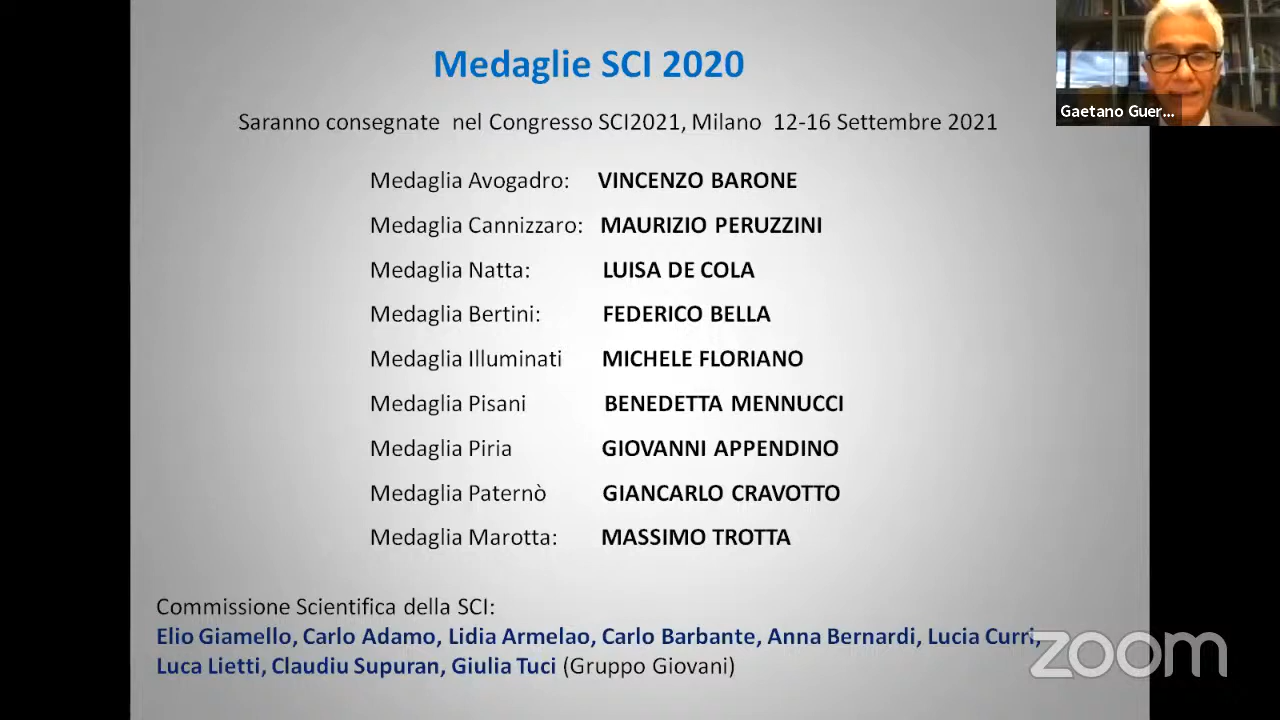 Medaglie SCI 2020
Gaetano Guer...
Saranno consegnate nel Congresso SCI2021, Milano 12-16 Settembre 2021
Medaglia Avogadro: VINCENZO BARONE
Medaglia Cannizzaro: MAURIZIO PERUZZINI
Medaglia Natta: LUISA DE COLA
Medaglia Bertini: FEDERICO BELLA
Medaglia Illuminati MICHELE FLORIANO
Medaglia Pisani BENEDETTA MENNUCCI
Medaglia Piria GIOVANNI APPENDINO
Medaglia Paternò GIANCARLO CRAVOTTO
Medaglia Marotta: MASSIMO TROTTA
Commissione Scientifica della SCI:
Elio Giamello, Carlo Adamo, Lidia Armelao, Carlo Barbante, Anna Bernardi, Lucia Curri,
Luca Lietti, Claudiu Supuran, Giulia Tuci (Gruppo Giovani)
zoom